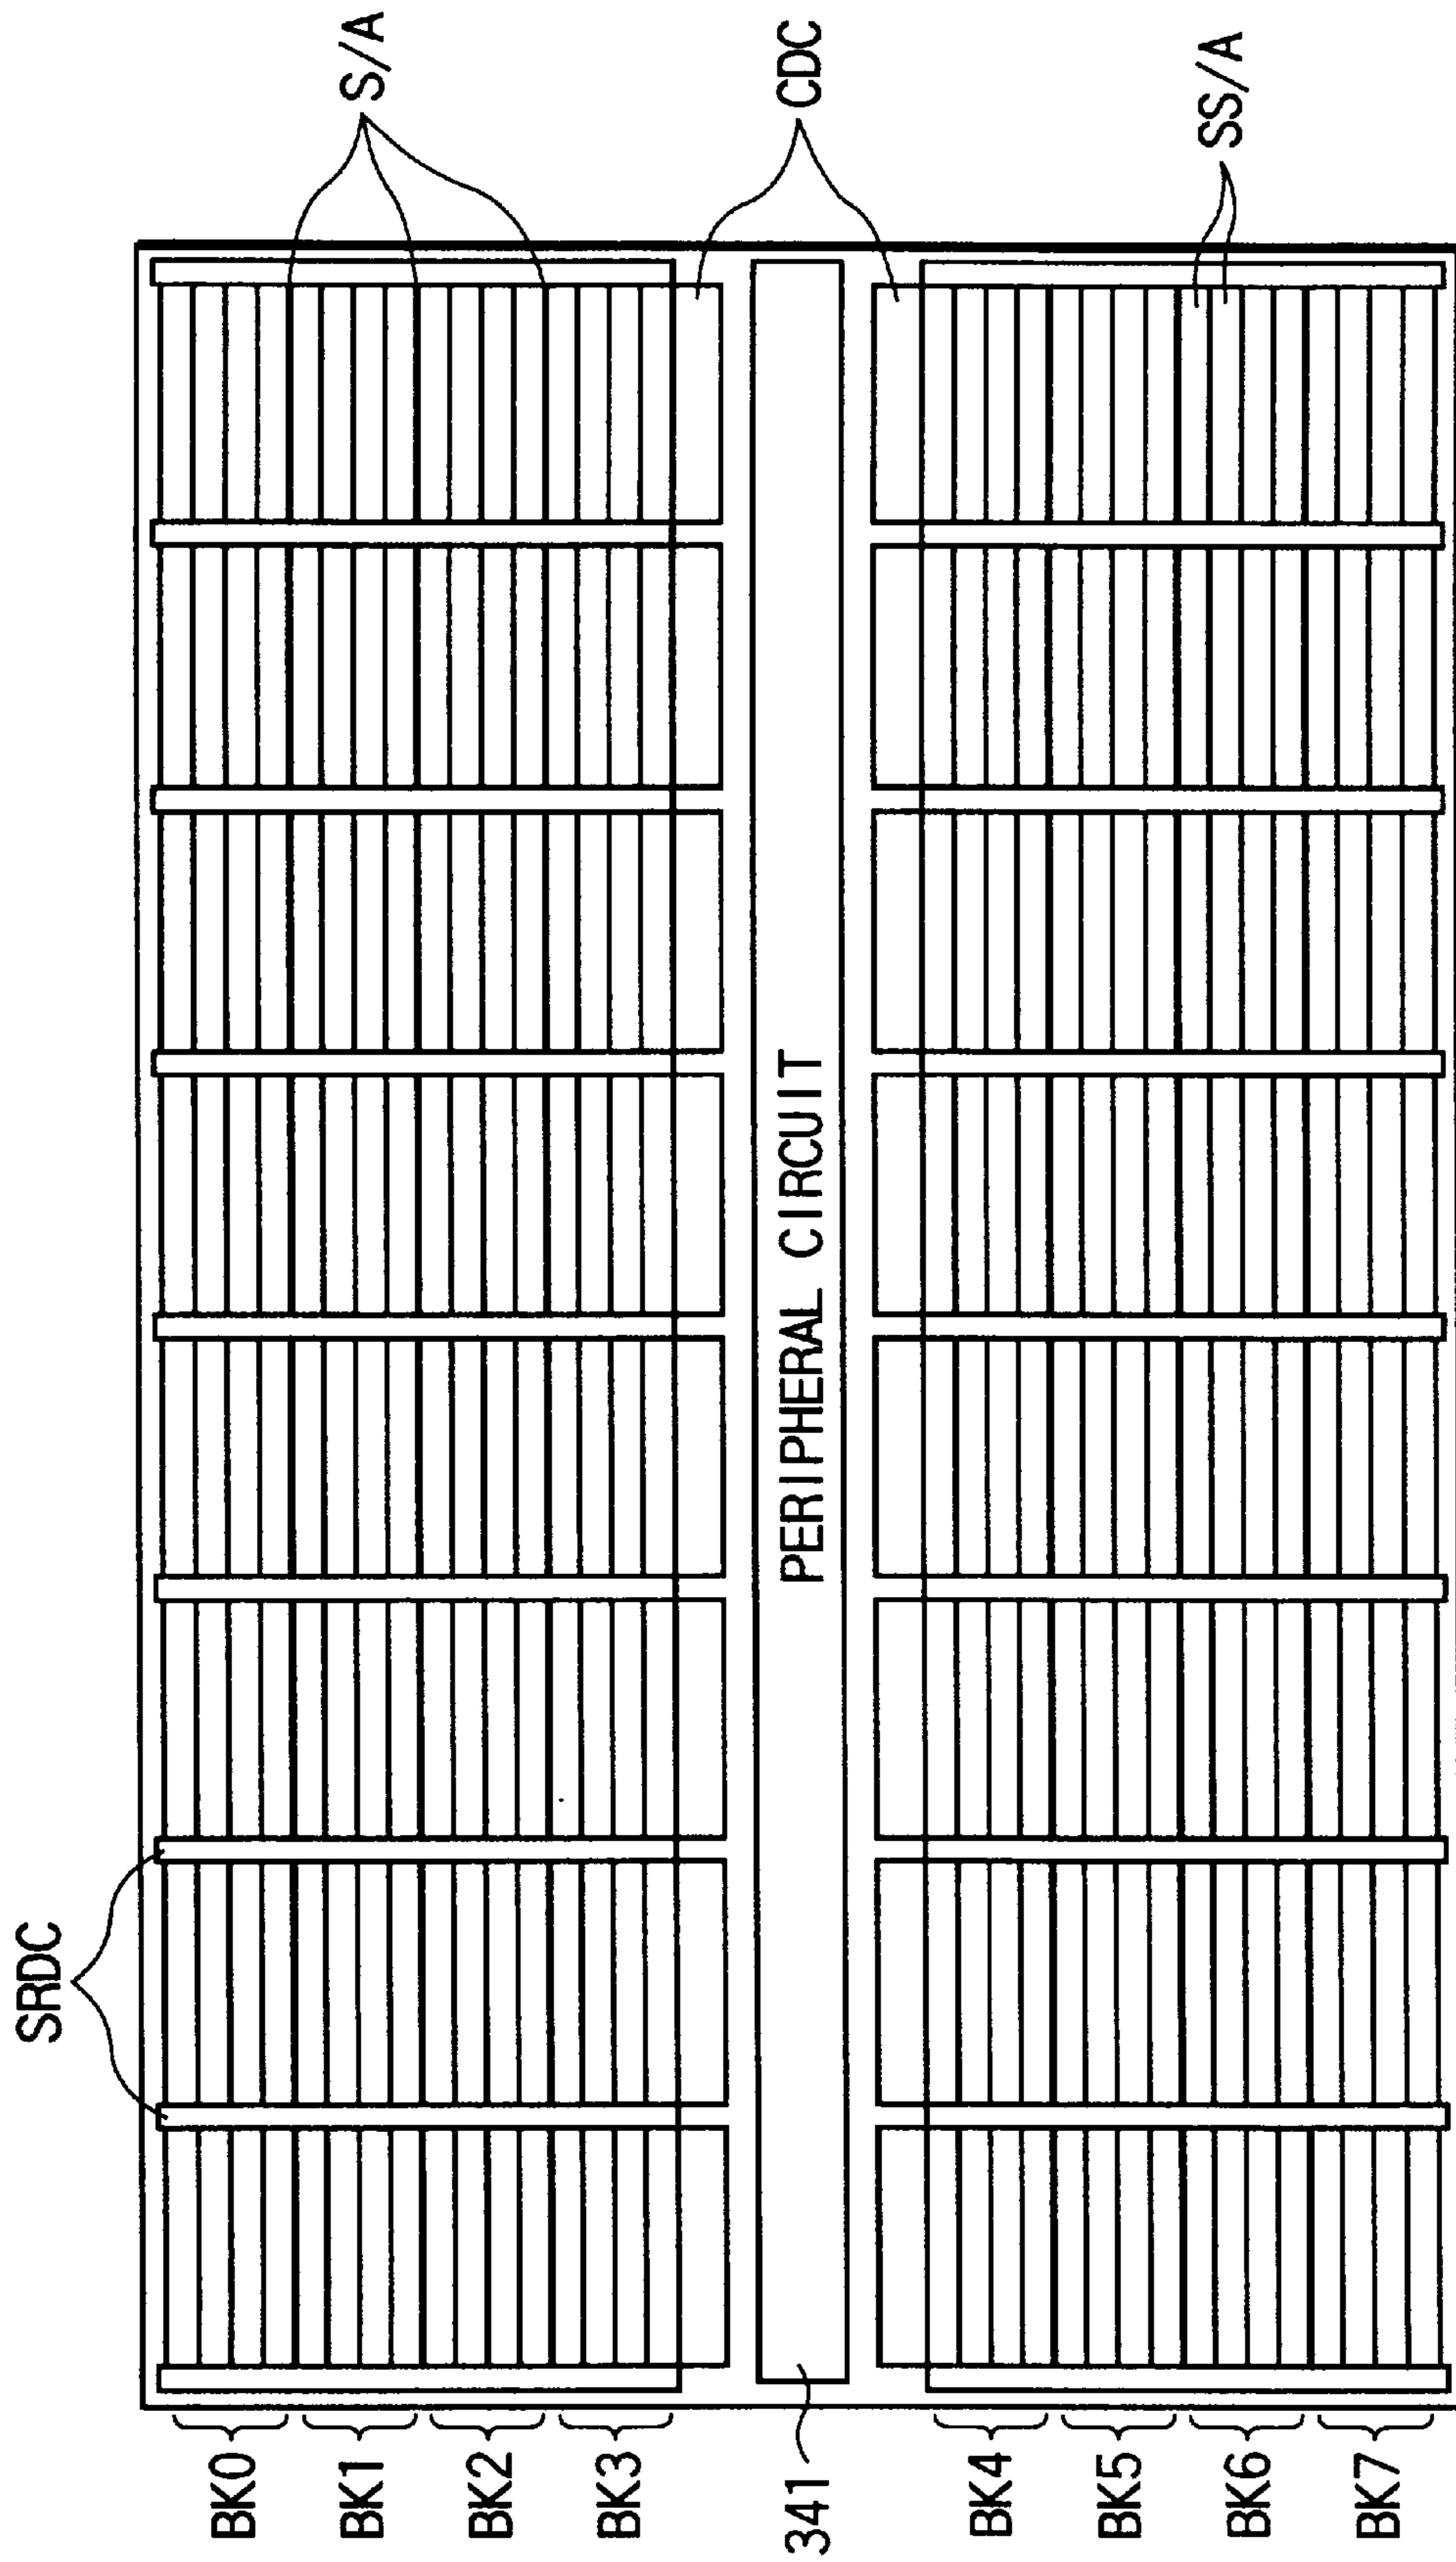 SRDC
S/A
CDC
SS/A
PERIPHERAL CIRCUIT
BK0
BK1
BK2
BK3
341
BK4
BK5
BK6
BK7